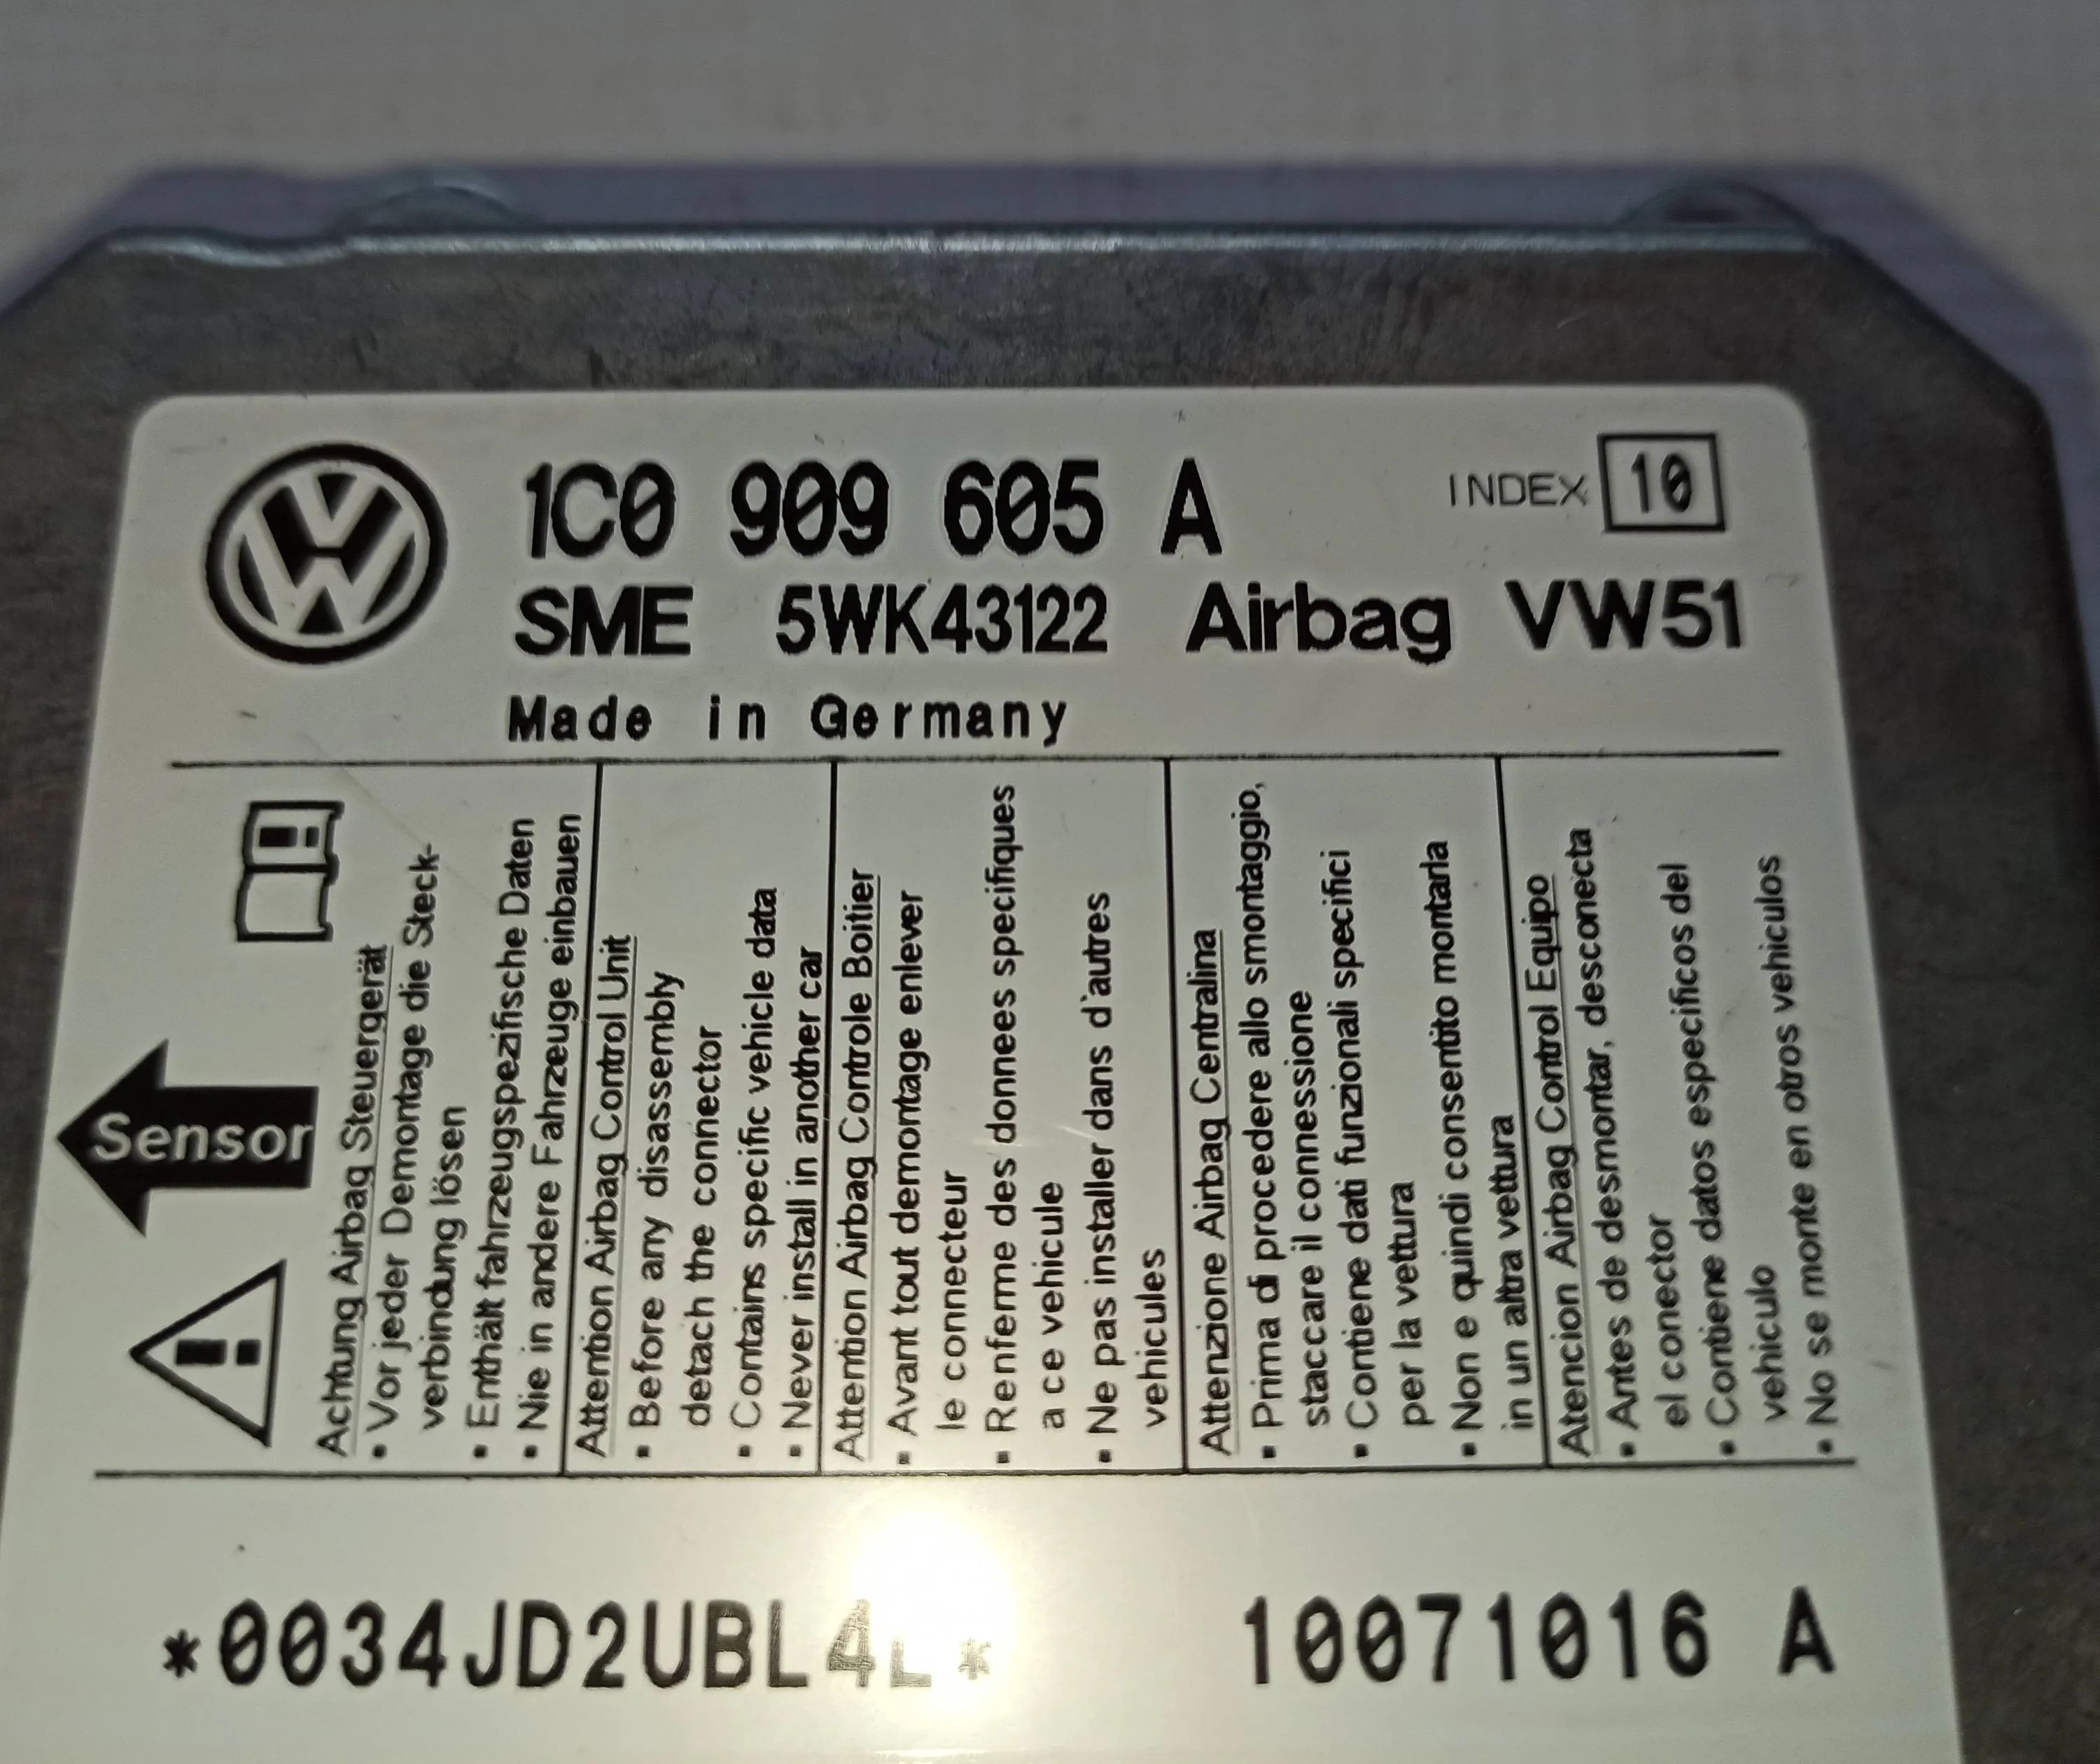 1C0 909 605 A INDEX 10
SME 5WK43122 Airbag VW51
Made in Germany
Sensor
Achtung Airbag Steuergerät
• Vor jeder Demontage die Steck-
verbindung lösen
• Enthält fahrzeugspezifische Daten
• Nie in andere Fahrzeuge einbauen
Attention Airbag Control Unit
• Before any disassembly
detach the connector
• Contains specific vehicle data
• Never install in another car
Attention Airbag Controle Boitier
• Avant tout demontage enlever
le connecteur
• Renferme des donnees specifiques
a ce vehicule
• Ne pas installer dans d'autres
vehicules
Attenzione Airbag Centralina
• Prima di procedere allo smontaggio,
staccare il connessione
• Contiene dati funzionali specifici
per la vettura
• Non e quindi consentito montarla
in un altra vettura
Atencion Airbag Control Equipo
• Antes de desmontar, desconecta
el conector
• Contiene datos especificos del
vehiculo
• No se monte en otros vehiculos
*0034JD2UBL4L* 10071016 A